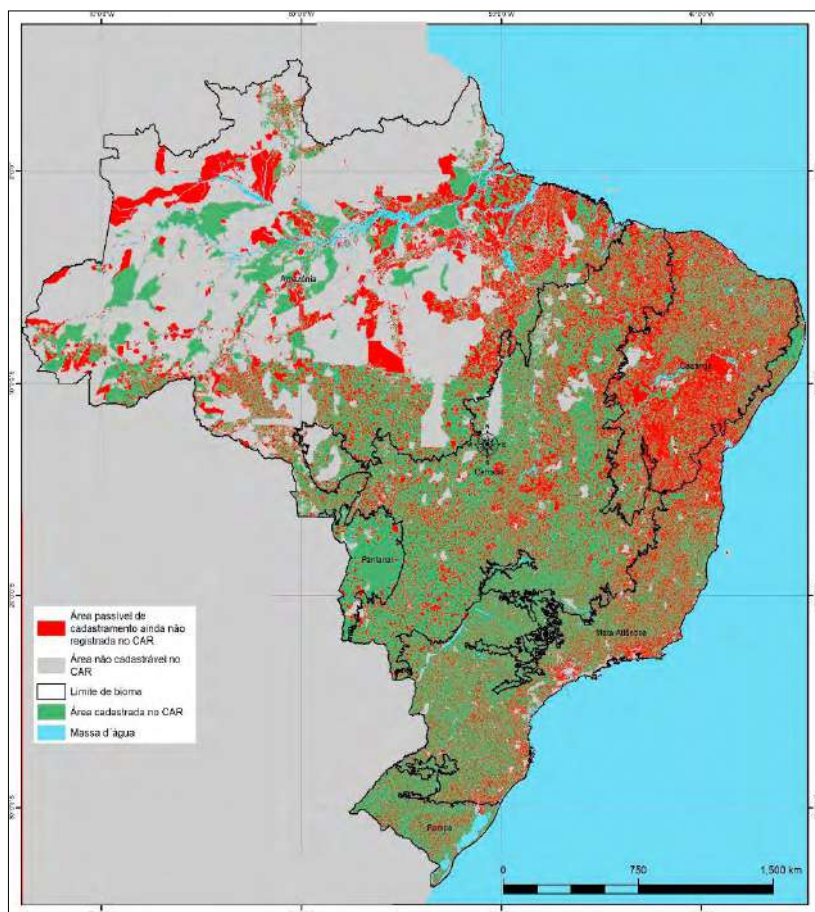 Amazônia
Caatinga
Cerrado
Pantanal
Mata Atlântica
Pampa
Área passível de
cadastramento ainda não
registrada no CAR
Área não cadastrável no
CAR
Limite de bioma
Área cadastrada no CAR
Massa d´água
0 750 1,500 km